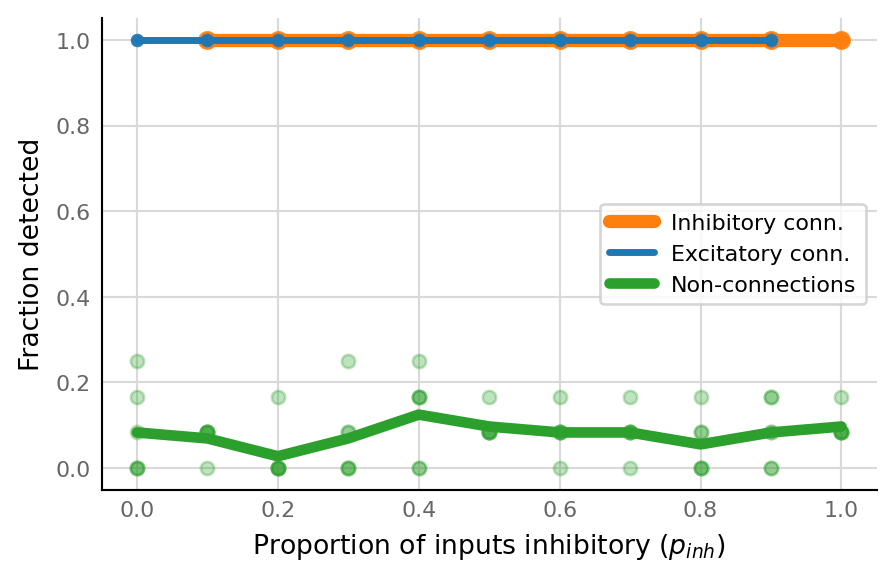 1.0
0.8
0.6
0.4
0.2
0.0
Fraction detected
Inhibitory conn.
Excitatory conn.
Non-connections
0.0 0.2 0.4 0.6 0.8 1.0
Proportion of inputs inhibitory (p_inh)